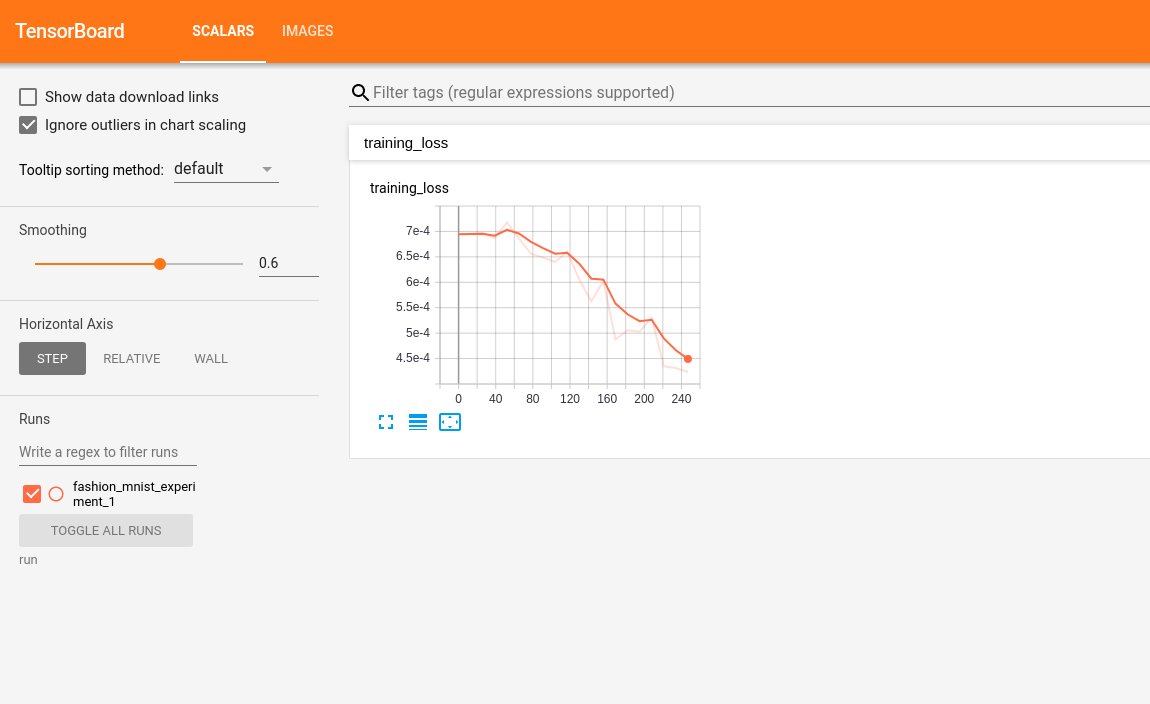 TensorBoard
SCALARS
IMAGES
Show data download links
Ignore outliers in chart scaling
Tooltip sorting method: default
Smoothing
0.6
Horizontal Axis
STEP
RELATIVE
WALL
Runs
Write a regex to filter runs
fashion_mnist_experi
ment_1
TOGGLE ALL RUNS
run
Filter tags (regular expressions supported)
training_loss
training_loss
7e-4
6.5e-4
6e-4
5.5e-4
5e-4
4.5e-4
0 40 80 120 160 200 240